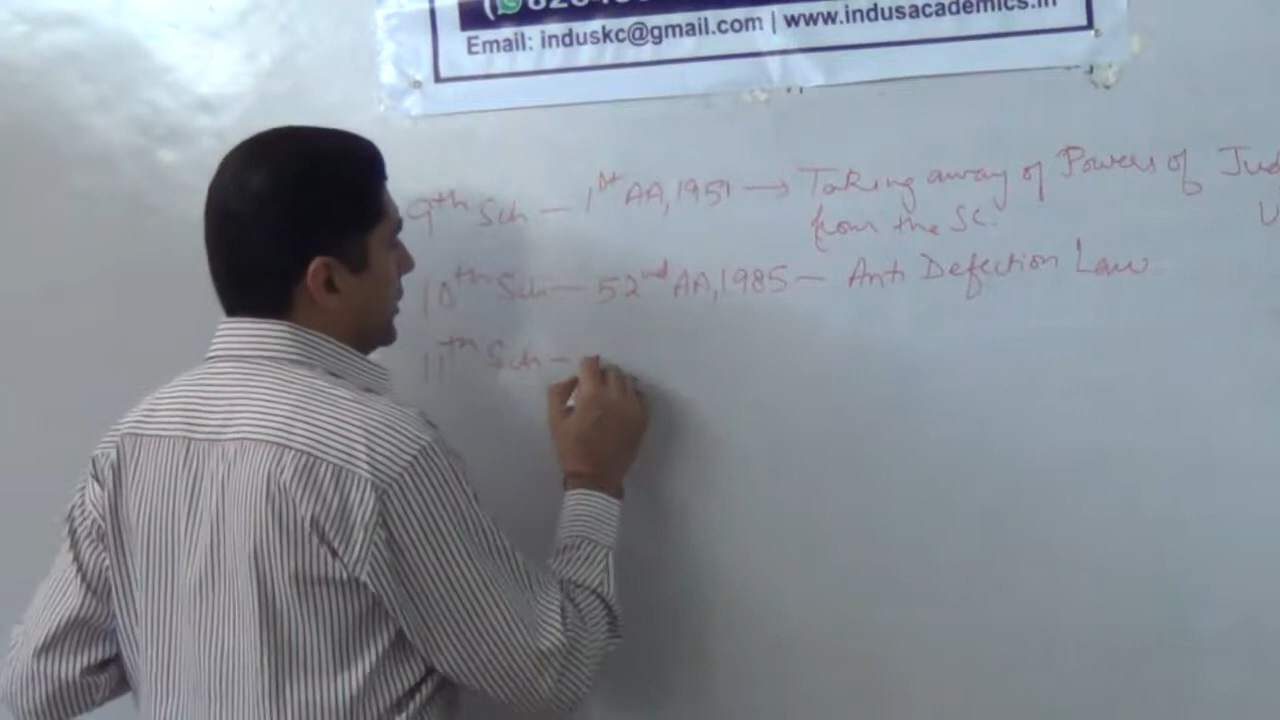 Email: induskc@gmail.com | www.indusacademics.in
9th Sch — 1st AA, 1951 → Taking away of Powers of Jud
from the SC.
10th Sch — 52nd AA, 1985 — Anti Defection Law
11th Sch —